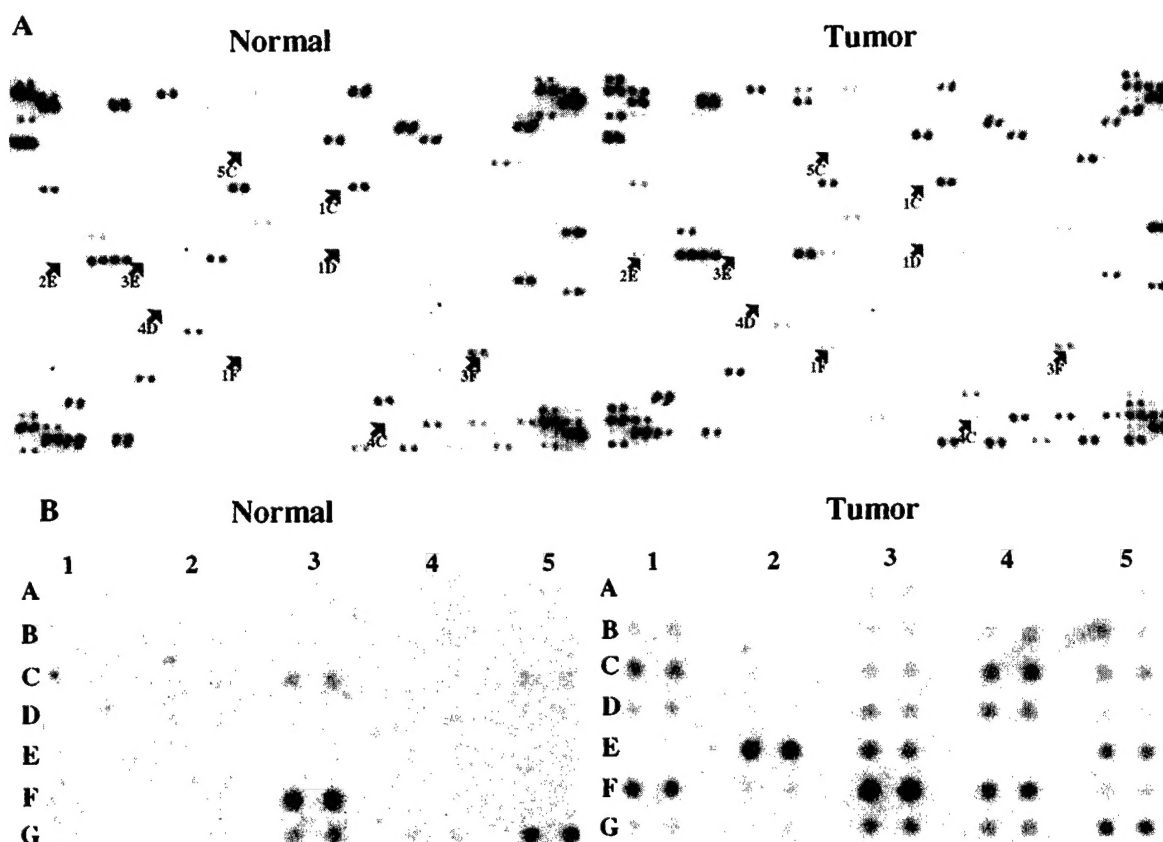 A
Normal Tumor
5C 5C
1C 1C
1D 1D
2E 3E 2E 3E
4D 4D
1F 3F 1F 3F
4C
B Normal Tumor
1 2 3 4 5 1 2 3 4 5
A A
B B
C C
D D
E E
F F
G G